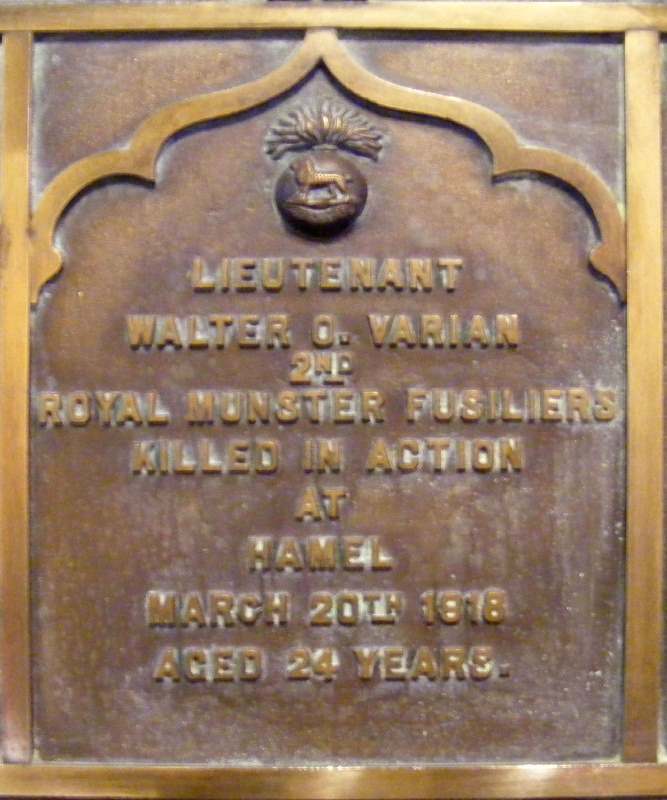 LIEUTENANT
WALTER O. VARIAN
2ND
ROYAL MUNSTER FUSILIERS
KILLED IN ACTION
AT
HAMEL
MARCH 20TH 1918
AGED 24 YEARS.